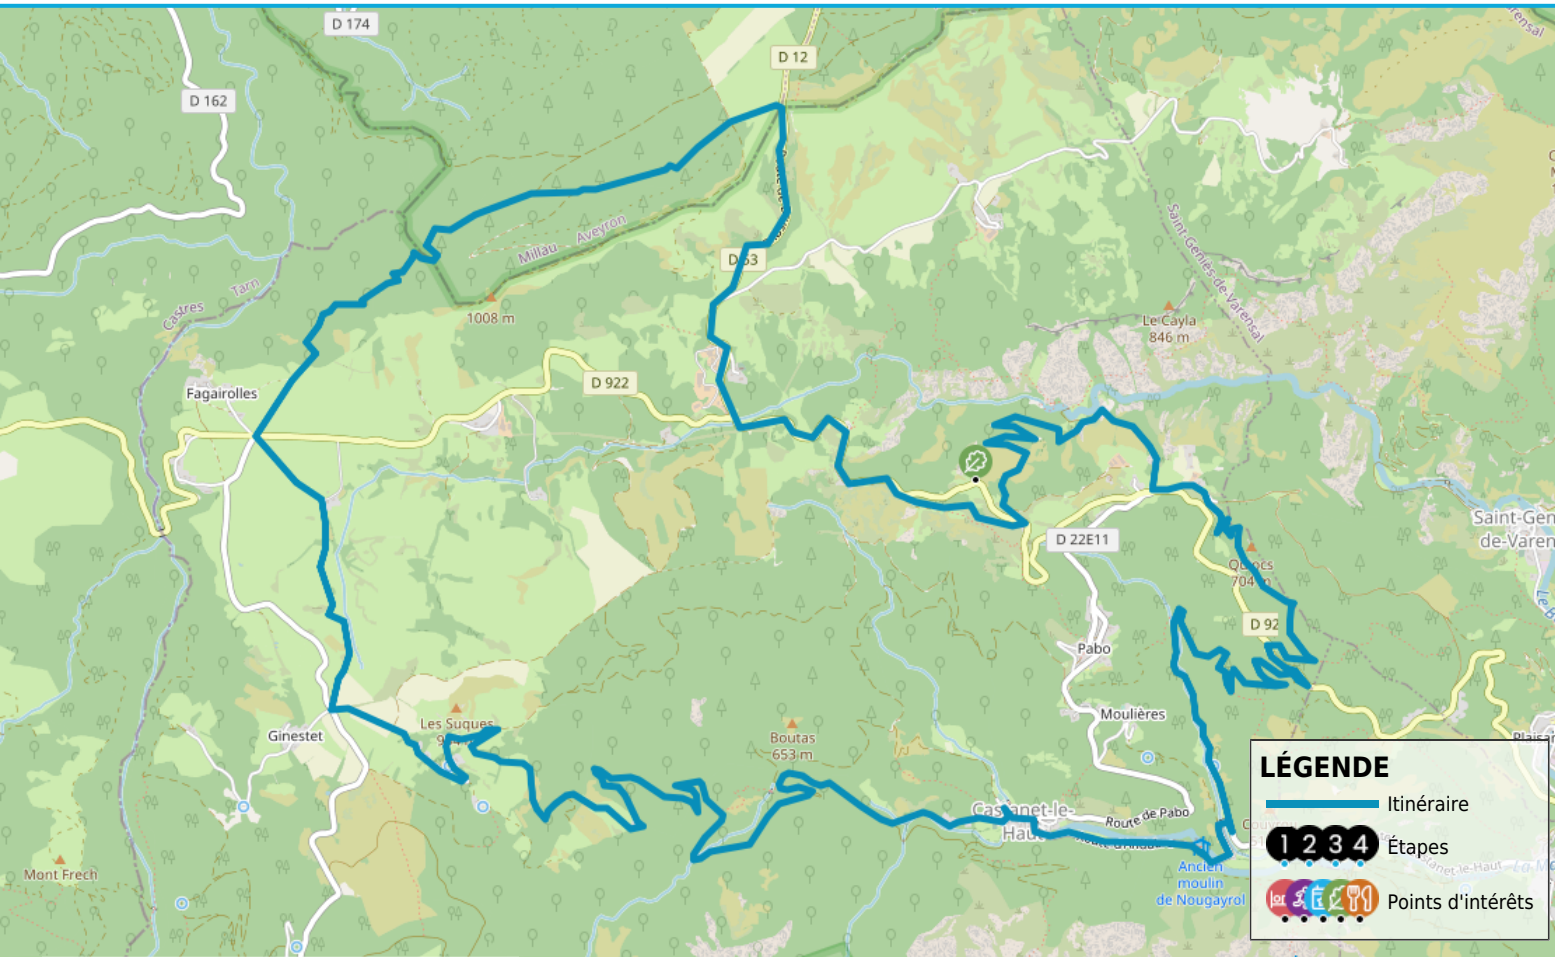 D 174
D 12
D 162
Millau Aveyron
D 53
Castres Tarn
1008 m
Saint-Geniès-de-Varensal
Le Cayla
846 m
Fagairolles
D 922
Saint-Gen
de-Varen
D 22E11
704 m
D 92
Pabo
Moulières
Les Suques
Ginestet
Boutas
653 m
Castanet-le-
Haut
Route de Pabo
Ancien
moulin
de Nougayrol
Mont Frech
LÉGENDE
Itinéraire
1 2 3 4 Étapes
Points d'intérêts